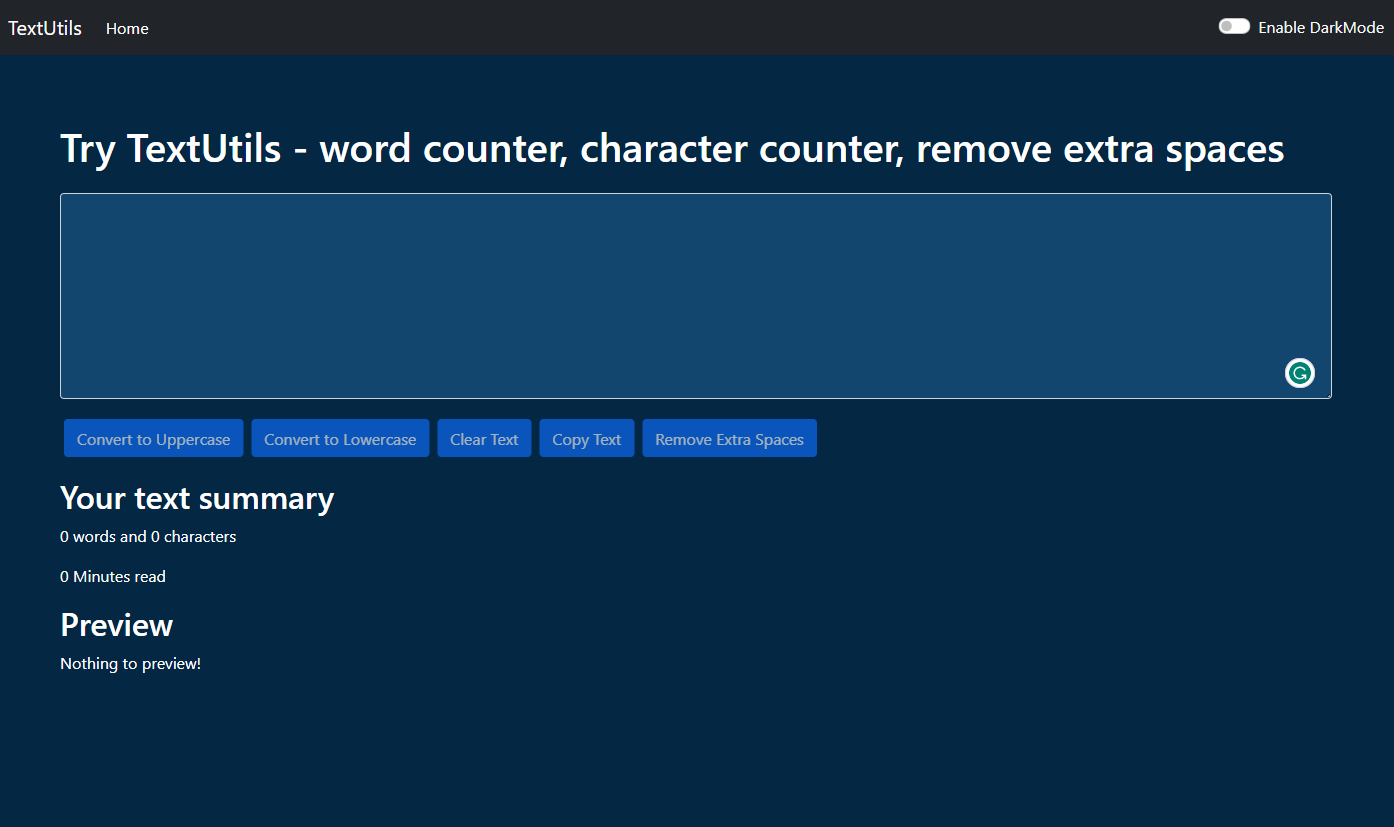 TextUtils Home Enable DarkMode
Try TextUtils - word counter, character counter, remove extra spaces
Convert to Uppercase Convert to Lowercase Clear Text Copy Text Remove Extra Spaces
Your text summary
0 words and 0 characters
0 Minutes read
Preview
Nothing to preview!